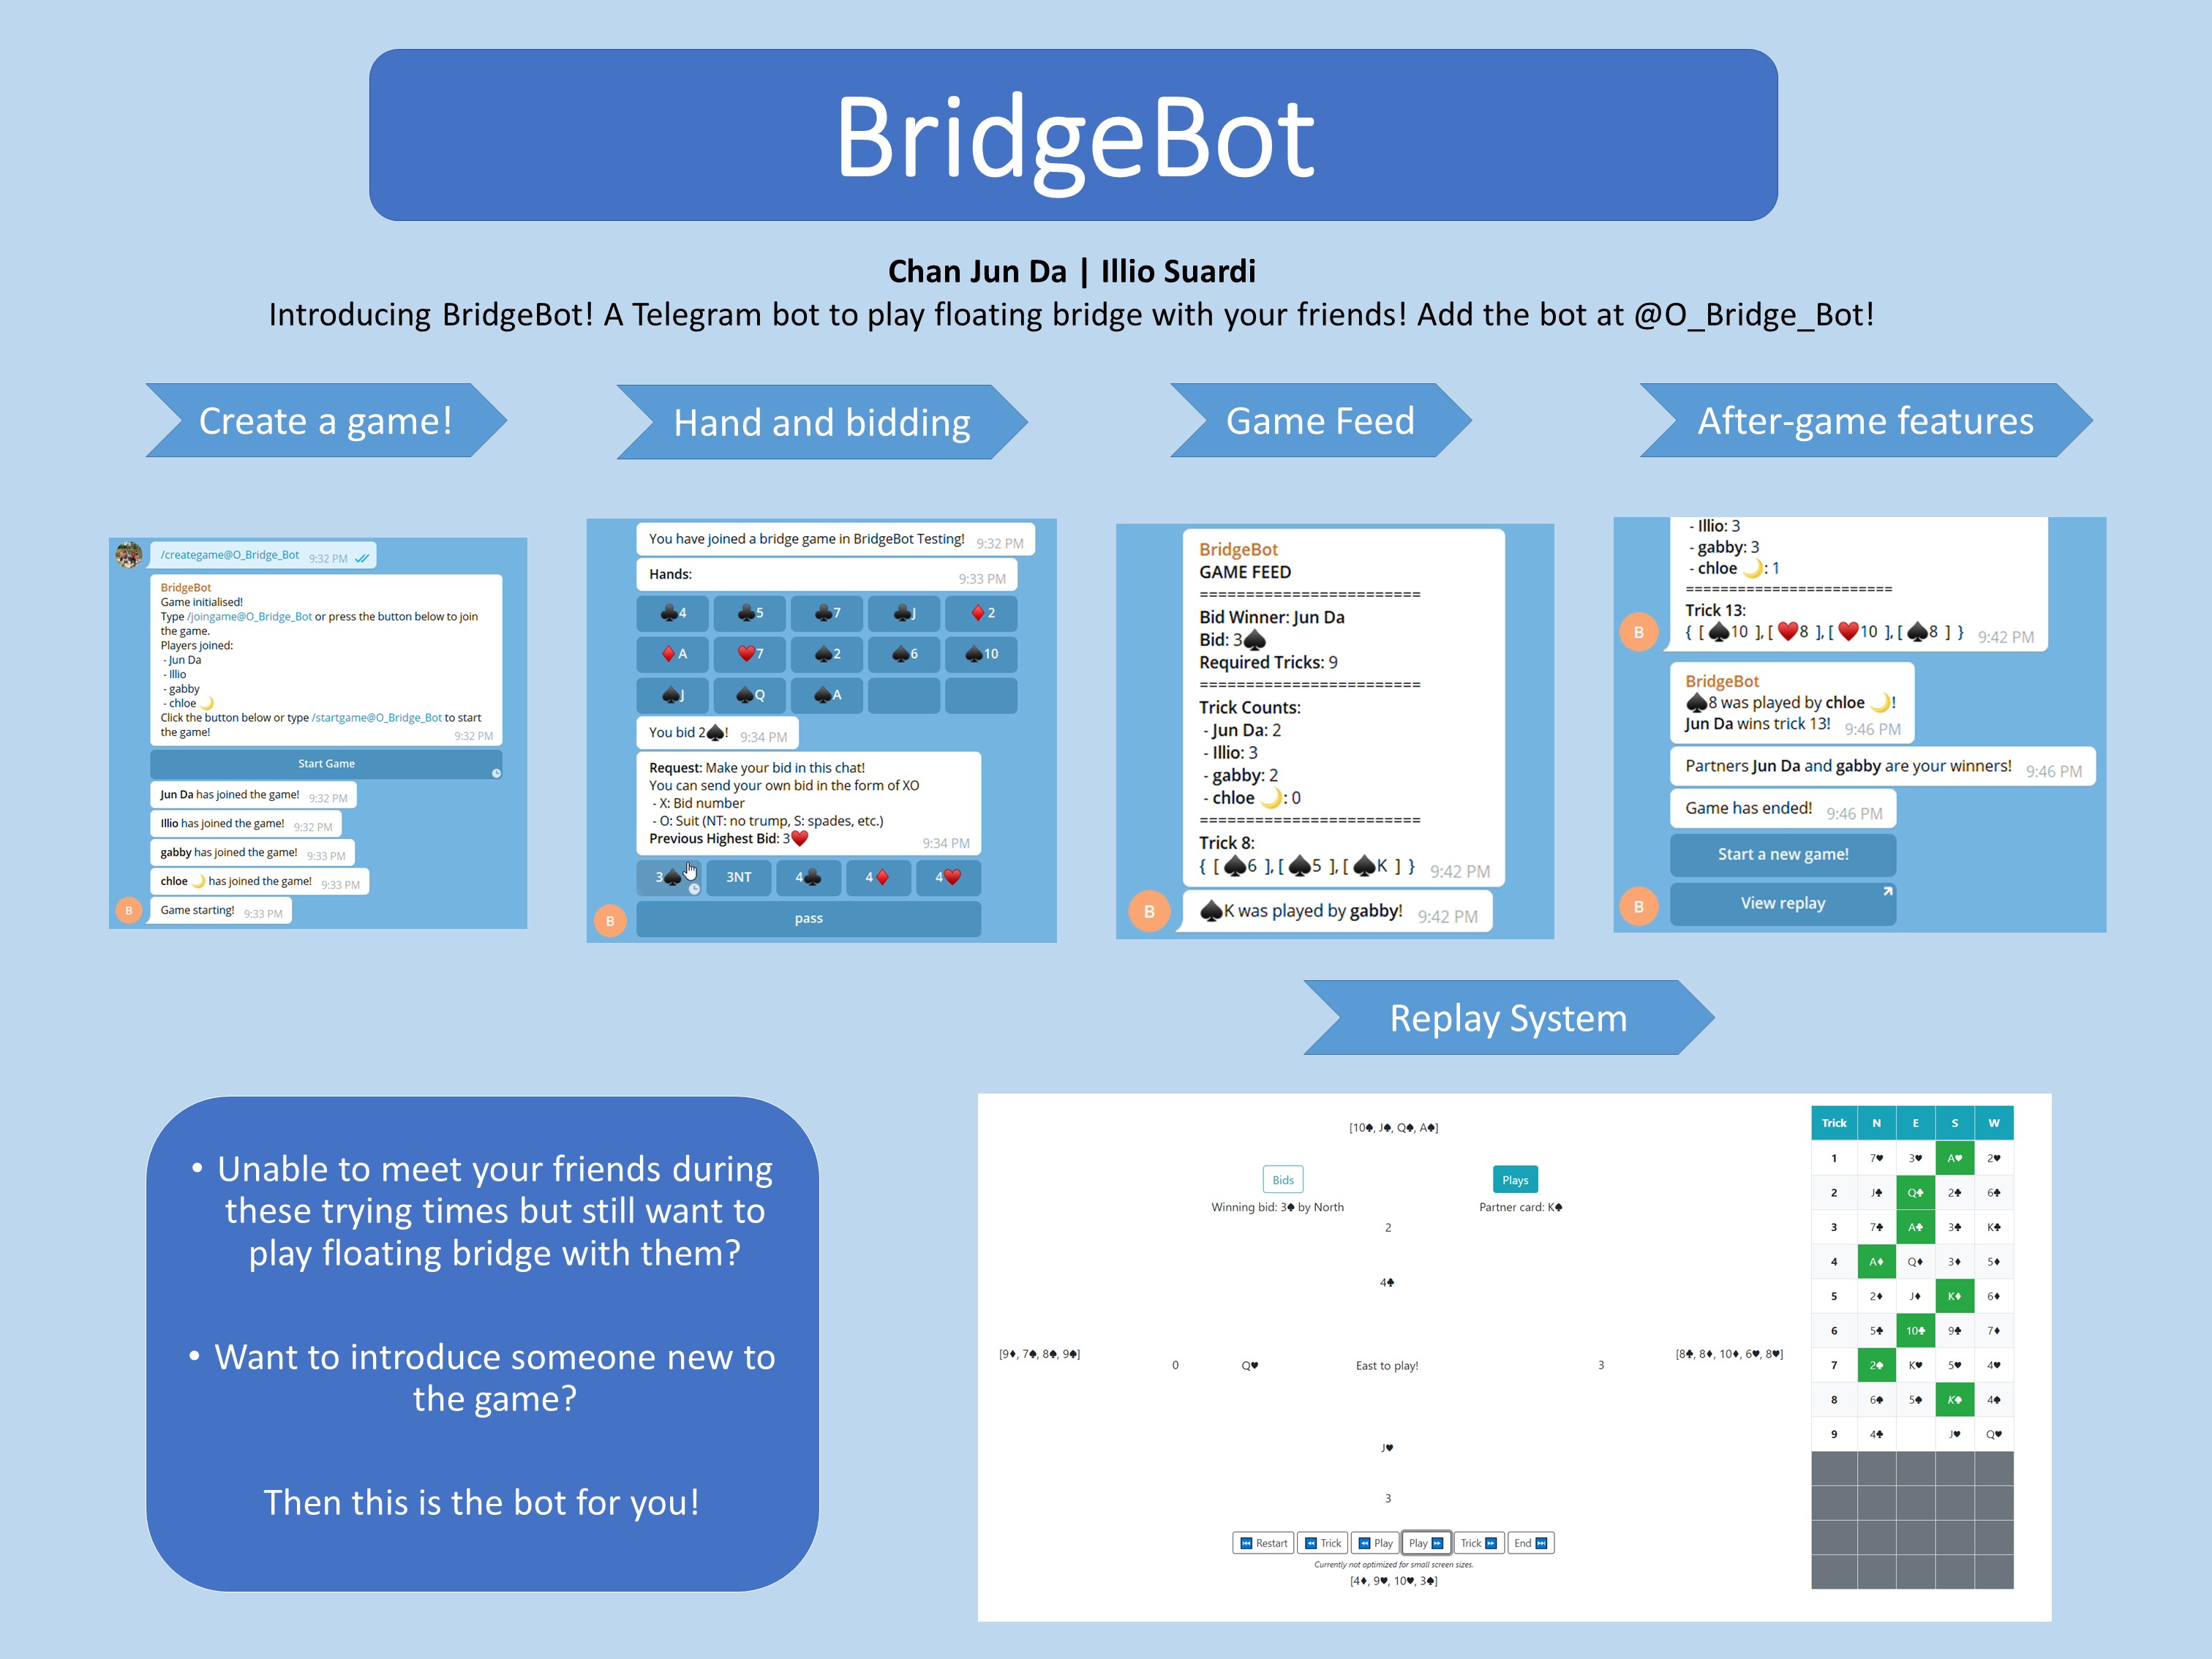 BridgeBot
Chan Jun Da | Illio Suardi
Introducing BridgeBot! A Telegram bot to play floating bridge with your friends! Add the bot at @O_Bridge_Bot!
Create a game!
/creategame@O_Bridge_Bot 9:32 PM
BridgeBot
Game initialised!
Type /joingame@O_Bridge_Bot or press the button below to join
the game.
Players joined:
- Jun Da
- Illio
- gabby
- chloe 🌙
Click the button below or type /startgame@O_Bridge_Bot to start
the game! 9:32 PM
Start Game
Jun Da has joined the game! 9:32 PM
Illio has joined the game! 9:32 PM
gabby has joined the game! 9:33 PM
chloe 🌙 has joined the game! 9:33 PM
B Game starting! 9:33 PM
Hand and bidding
You have joined a bridge game in BridgeBot Testing! 9:32 PM
Hands: 9:33 PM
♣4 ♣5 ♣7 ♣J ♦2
♦A ♥7 ♠2 ♠6 ♠10
♠J ♠Q ♠A
You bid 2♠! 9:34 PM
Request: Make your bid in this chat!
You can send your own bid in the form of XO
- X: Bid number
- O: Suit (NT: no trump, S: spades, etc.)
Previous Highest Bid: 3♥ 9:34 PM
3♠ 3NT 4♣ 4♦ 4♥
B pass
Game Feed
BridgeBot
GAME FEED
========================
Bid Winner: Jun Da
Bid: 3♠
Required Tricks: 9
========================
Trick Counts:
- Jun Da: 2
- Illio: 3
- gabby: 2
- chloe 🌙: 0
========================
Trick 8:
{ [ ♠6 ],[ ♠5 ],[ ♠K ] } 9:42 PM
B ♠K was played by gabby! 9:42 PM
After-game features
- Illio: 3
- gabby: 3
- chloe 🌙: 1
========================
Trick 13:
B { [ ♠10 ],[ ♥8 ],[ ♥10 ],[ ♠8 ] } 9:42 PM
BridgeBot
♠8 was played by chloe 🌙!
Jun Da wins trick 13! 9:46 PM
Partners Jun Da and gabby are your winners! 9:46 PM
Game has ended! 9:46 PM
Start a new game!
B View replay
Replay System
• Unable to meet your friends during
these trying times but still want to
play floating bridge with them?
• Want to introduce someone new to
the game?
Then this is the bot for you!
[10♠, J♠, Q♠, A♠]
Bids Plays
Winning bid: 3♠ by North Partner card: K♠
2
4♣
[9♦, 7♠, 8♠, 9♠] 0 Q♥ East to play! 3 [8♣, 8♦, 10♦, 6♥, 8♥]
J♥
3
Restart Trick Play Play Trick End
Currently not optimized for small screen sizes.
[4♦, 9♥, 10♥, 3♠]
Trick N E S W
1 7♥ 3♥ A♥ 2♥
2 J♣ Q♣ 2♣ 6♣
3 7♣ A♣ 3♣ K♣
4 A♦ Q♦ 3♦ 5♦
5 2♦ J♦ K♦ 6♦
6 5♣ 10♣ 9♣ 7♦
7 2♠ K♥ 5♥ 4♥
8 6♠ 5♠ K♠ 4♠
9 4♣ J♥ Q♥